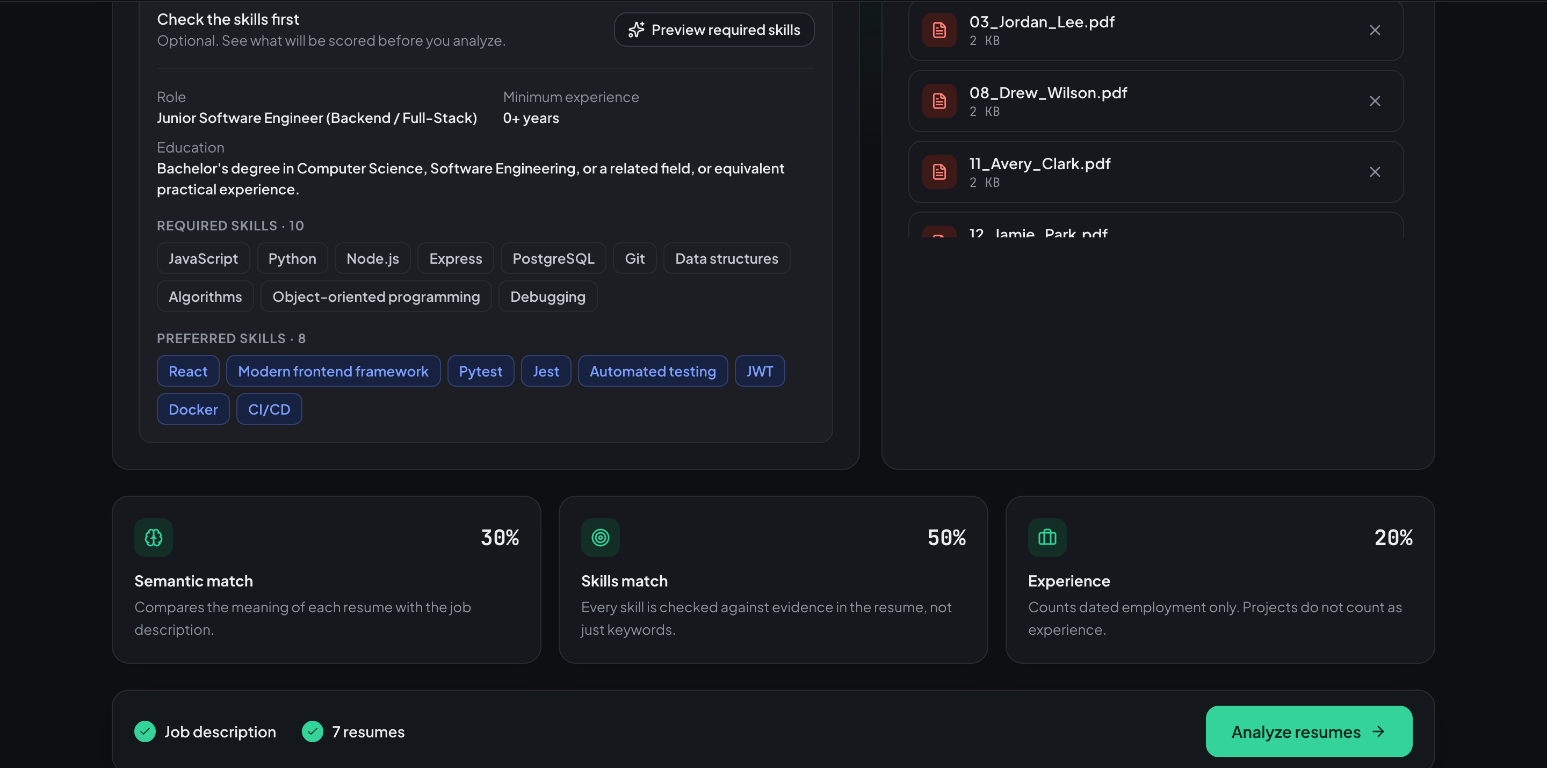 Check the skills first
Optional. See what will be scored before you analyze.
Preview required skills
Role
Junior Software Engineer (Backend / Full-Stack)
Minimum experience
0+ years
Education
Bachelor's degree in Computer Science, Software Engineering, or a related field, or equivalent
practical experience.
REQUIRED SKILLS · 10
JavaScript Python Node.js Express PostgreSQL Git Data structures
Algorithms Object-oriented programming Debugging
PREFERRED SKILLS · 8
React Modern frontend framework Pytest Jest Automated testing JWT
Docker CI/CD
03_Jordan_Lee.pdf
2 KB
08_Drew_Wilson.pdf
2 KB
11_Avery_Clark.pdf
2 KB
12_Jamie_Park.pdf
30%
Semantic match
Compares the meaning of each resume with the job
description.
50%
Skills match
Every skill is checked against evidence in the resume, not
just keywords.
20%
Experience
Counts dated employment only. Projects do not count as
experience.
Job description
7 resumes
Analyze resumes